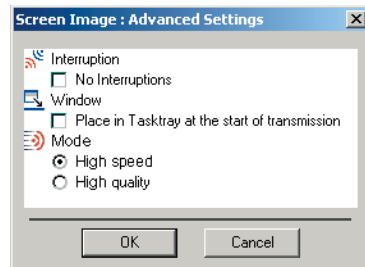 Screen Image : Advanced Settings
Interruption
No Interruptions
Window
Place in Tasktray at the start of transmission
Mode
High speed
High quality
OK
Cancel